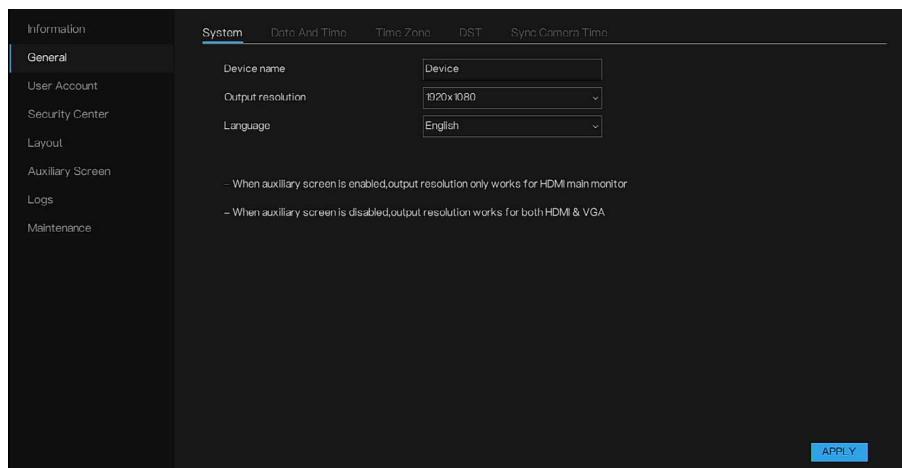 Information
General
User Account
Security Center
Layout
Auxiliary Screen
Logs
Maintenance
System Date And Time Time Zone DST Sync Camera Time
Device name Device
Output resolution 1920x1080
Language English
– When auxiliary screen is enabled,output resolution only works for HDMI main monitor
– When auxiliary screen is disabled,output resolution works for both HDMI & VGA
APPLY